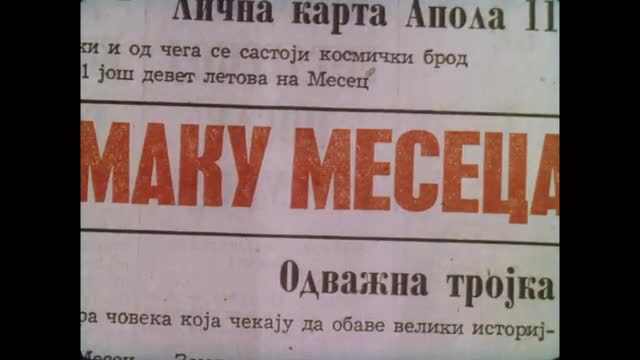 Лична карта Апола 11
ки и од чега се састоји космички брод
1 још девет летова на Месец
МАКУ МЕСЕЦА
Одважна тројка
ра човека која чекају да обаве велики историј-
Месец